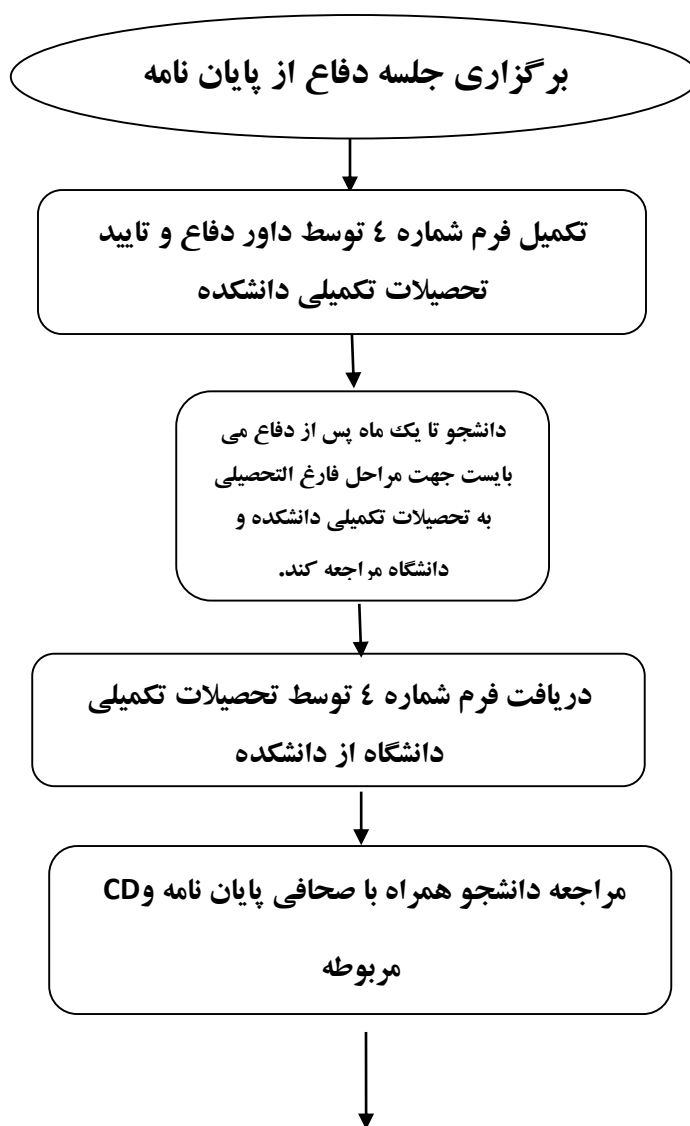 برگزاری جلسه دفاع از پایان نامه
تکمیل فرم شماره ٤ توسط داور دفاع و تایید
تحصیلات تکمیلی دانشکده
دانشجو تا یک ماه پس از دفاع می
بایست جهت مراحل فارغ التحصیلی
به تحصیلات تکمیلی دانشکده و
دانشگاه مراجعه کند.
دریافت فرم شماره ٤ توسط تحصیلات تکمیلی
دانشگاه از دانشکده
مراجعه دانشجو همراه با صحافی پایان نامه وCD
مربوطه